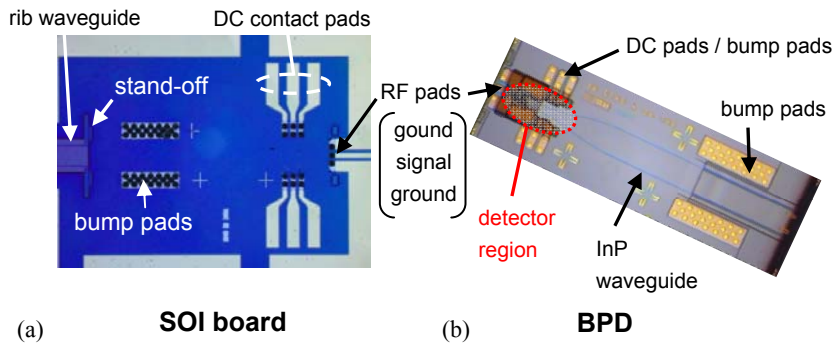 rib waveguide
DC contact pads
stand-off
bump pads
RF pads
gound
signal
ground
DC pads / bump pads
bump pads
detector
region
InP
waveguide
(a)
SOI board
(b)
BPD